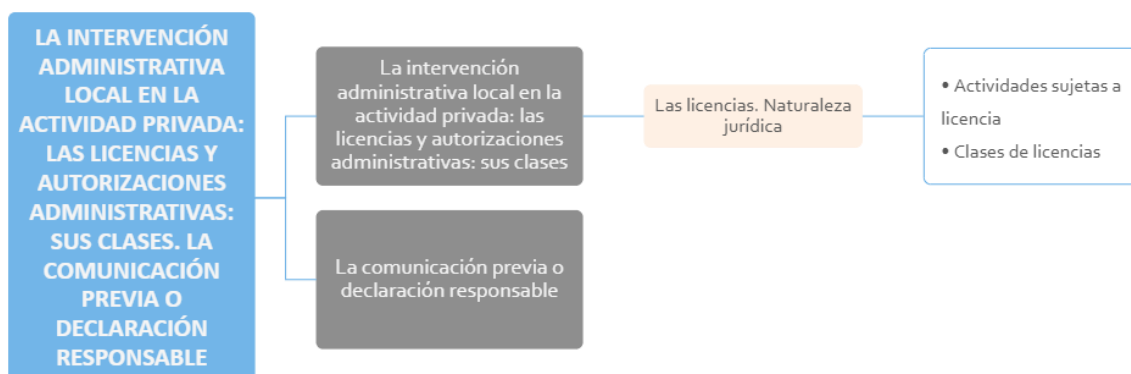 LA INTERVENCIÓN
ADMINISTRATIVA
LOCAL EN LA
ACTIVIDAD PRIVADA:
LAS LICENCIAS Y
AUTORIZACIONES
ADMINISTRATIVAS:
SUS CLASES. LA
COMUNICACIÓN
PREVIA O
DECLARACIÓN
RESPONSABLE
La intervención
administrativa local en la
actividad privada: las
licencias y autorizaciones
administrativas: sus clases
Las licencias. Naturaleza
jurídica
• Actividades sujetas a
licencia
• Clases de licencias
La comunicación previa o
declaración responsable